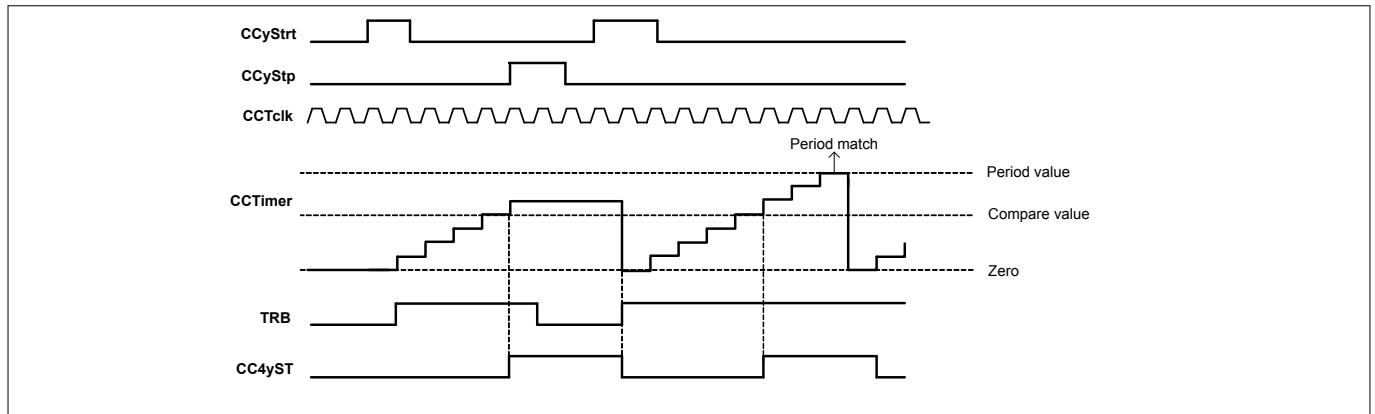 CCyStrt
CCyStp
CCTclk
Period match
Period value
CCTimer
Compare value
Zero
TRB
CC4yST